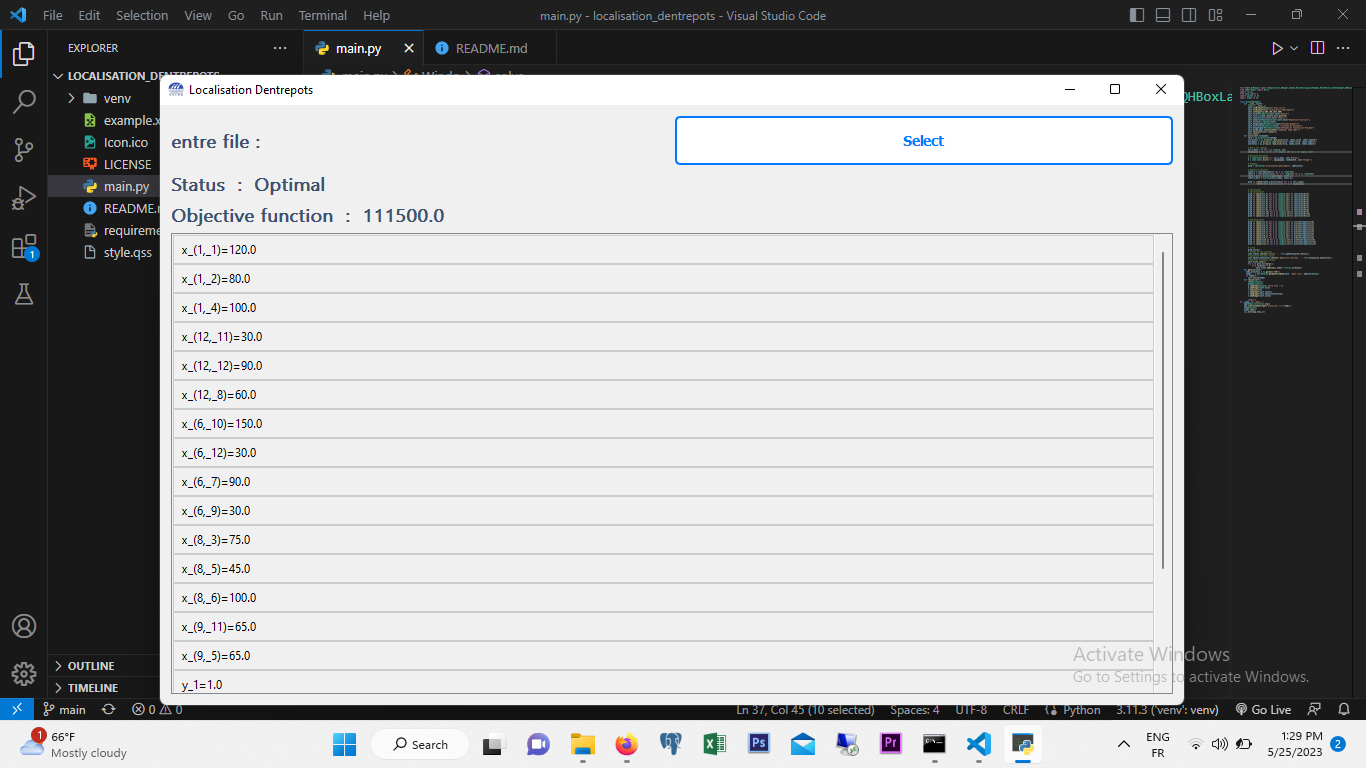 File Edit Selection View Go Run Terminal Help
main.py - localisation_dentrepots - Visual Studio Code
EXPLORER
main.py
README.md
LOCALISATION_DENTREPOTS
venv
example.x
Icon.ico
LICENSE
main.py
README.
requireme
style.qss
QHBoxLa
Localisation Dentrepots
entre file :
Select
Status : Optimal
Objective function : 111500.0
x_(1,_1)=120.0
x_(1,_2)=80.0
x_(1,_4)=100.0
x_(12,_11)=30.0
x_(12,_12)=90.0
x_(12,_8)=60.0
x_(6,_10)=150.0
x_(6,_12)=30.0
x_(6,_7)=90.0
x_(6,_9)=30.0
x_(8,_3)=75.0
x_(8,_5)=45.0
x_(8,_6)=100.0
x_(9,_11)=65.0
x_(9,_5)=65.0
y_1=1.0
Activate Windows
Go to Settings to activate Windows.
1
OUTLINE
TIMELINE
main
0 0
Ln 37, Col 45 (10 selected) Spaces: 4 UTF-8 CRLF Python 3.11.3 ('venv': venv) Go Live
1
66°F
Mostly cloudy
Search
Ps
Pr
ENG
FR
1:29 PM
5/25/2023
2